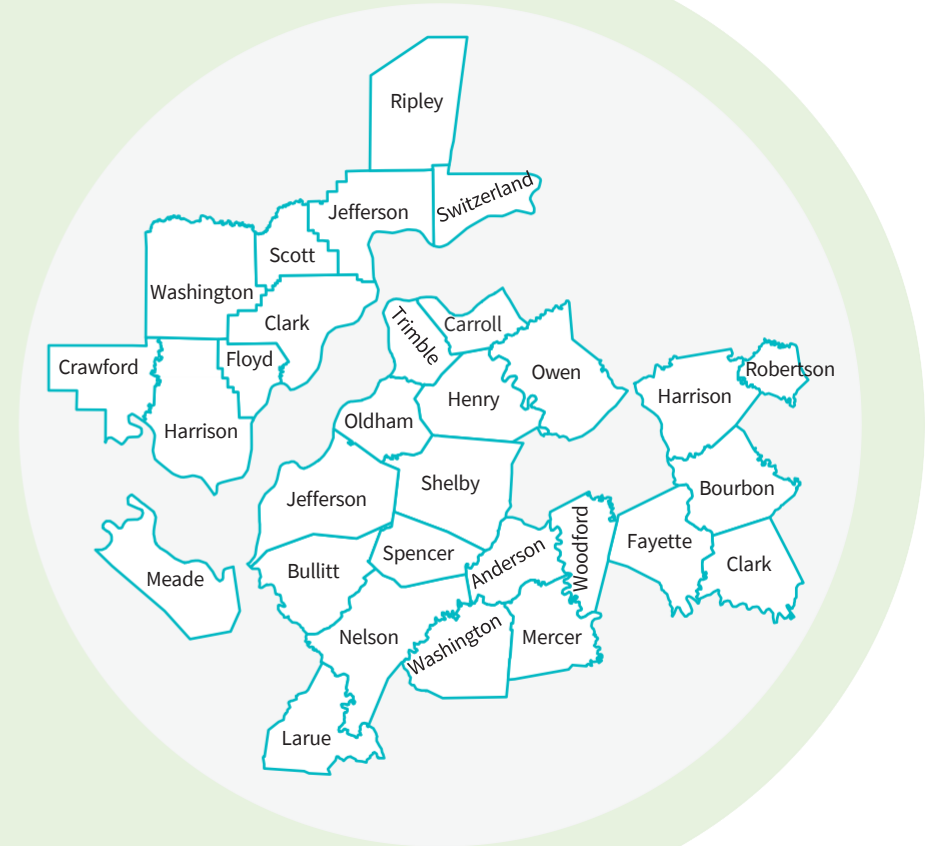 Ripley
Switzerland
Jefferson
Scott
Washington
Clark
Trimble
Carroll
Floyd
Crawford
Owen
Robertson
Henry
Harrison
Oldham
Harrison
Shelby
Bourbon
Jefferson
Woodford
Fayette
Spencer
Anderson
Clark
Bullitt
Meade
Nelson
Washington
Mercer
Larue